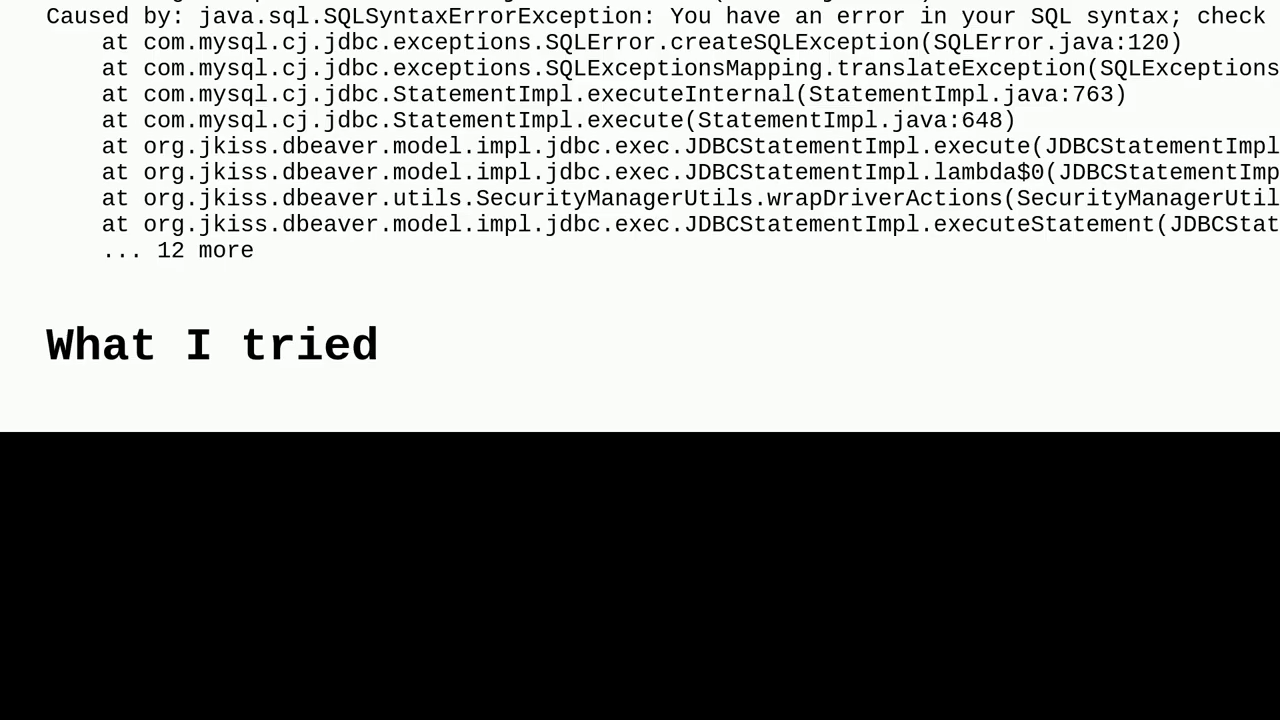 Caused by: java.sql.SQLSyntaxErrorException: You have an error in your SQL syntax; check
at com.mysql.cj.jdbc.exceptions.SQLError.createSQLException(SQLError.java:120)
at com.mysql.cj.jdbc.exceptions.SQLExceptionsMapping.translateException(SQLExceptions
at com.mysql.cj.jdbc.StatementImpl.executeInternal(StatementImpl.java:763)
at com.mysql.cj.jdbc.StatementImpl.execute(StatementImpl.java:648)
at org.jkiss.dbeaver.model.impl.jdbc.exec.JDBCStatementImpl.execute(JDBCStatementImpl
at org.jkiss.dbeaver.model.impl.jdbc.exec.JDBCStatementImpl.lambda$0(JDBCStatementImp
at org.jkiss.dbeaver.utils.SecurityManagerUtils.wrapDriverActions(SecurityManagerUtil
at org.jkiss.dbeaver.model.impl.jdbc.exec.JDBCStatementImpl.executeStatement(JDBCStat
... 12 more
What I tried